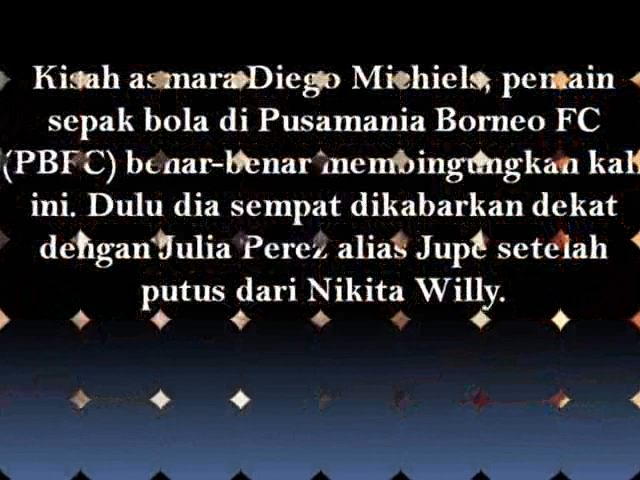 Kisah asmara Diego Michiels, pemain
sepak bola di Pusamania Borneo FC
(PBFC) benar-benar membingungkan kali
ini. Dulu dia sempat dikabarkan dekat
dengan Julia Perez alias Jupe setelah
putus dari Nikita Willy.